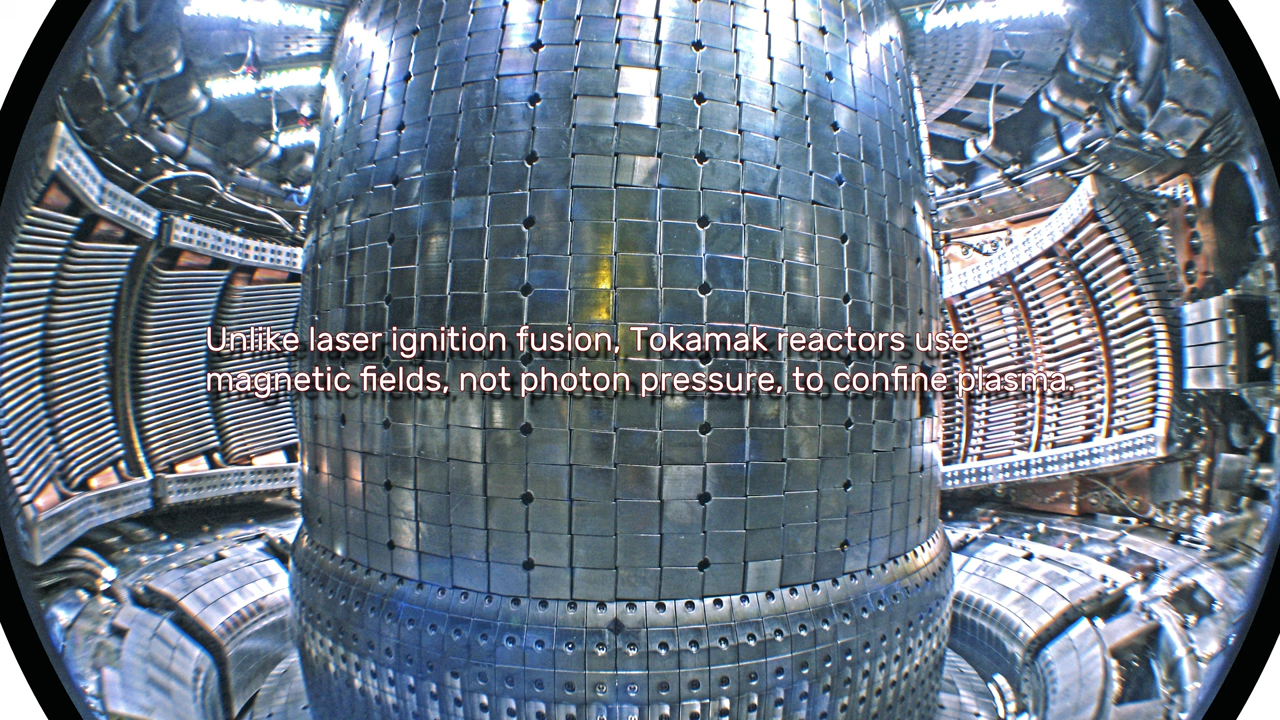 Unlike laser ignition fusion, Tokamak reactors use
magnetic fields, not photon pressure, to confine plasma.